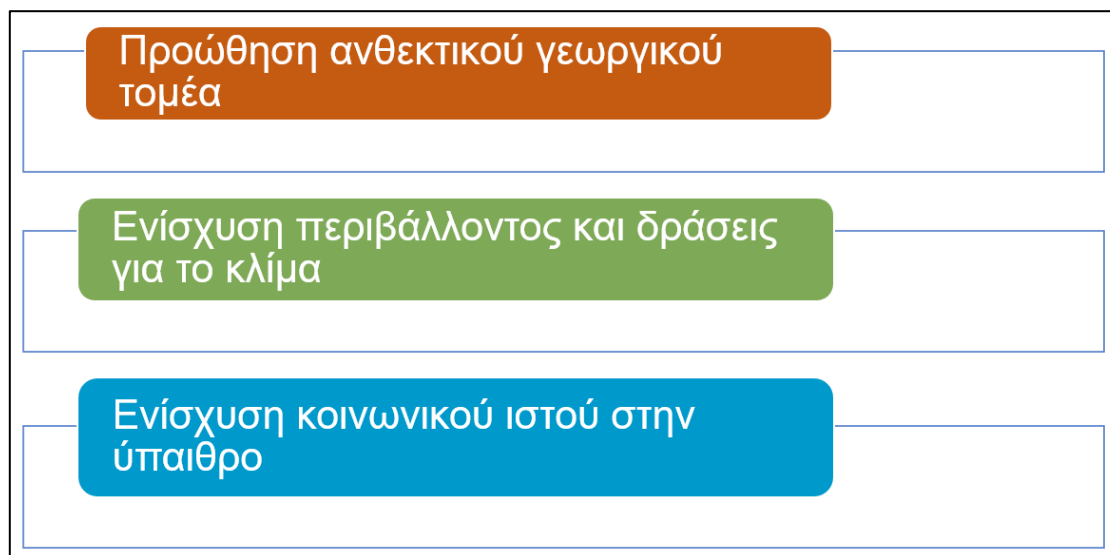 Προώθηση ανθεκτικού γεωργικού
τομέα
Ενίσχυση περιβάλλοντος και δράσεις
για το κλίμα
Ενίσχυση κοινωνικού ιστού στην
ύπαιθρο